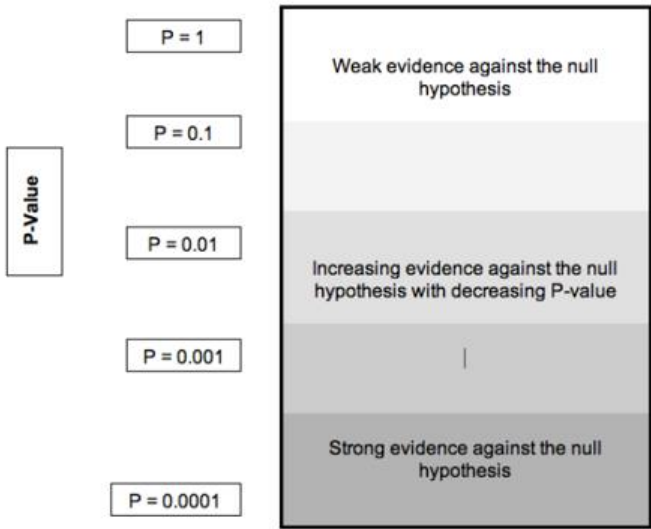 P = 1
Weak evidence against the null
hypothesis
P = 0.1
P-Value
P = 0.01
Increasing evidence against the null
hypothesis with decreasing P-value
P = 0.001
Strong evidence against the null
hypothesis
P = 0.0001